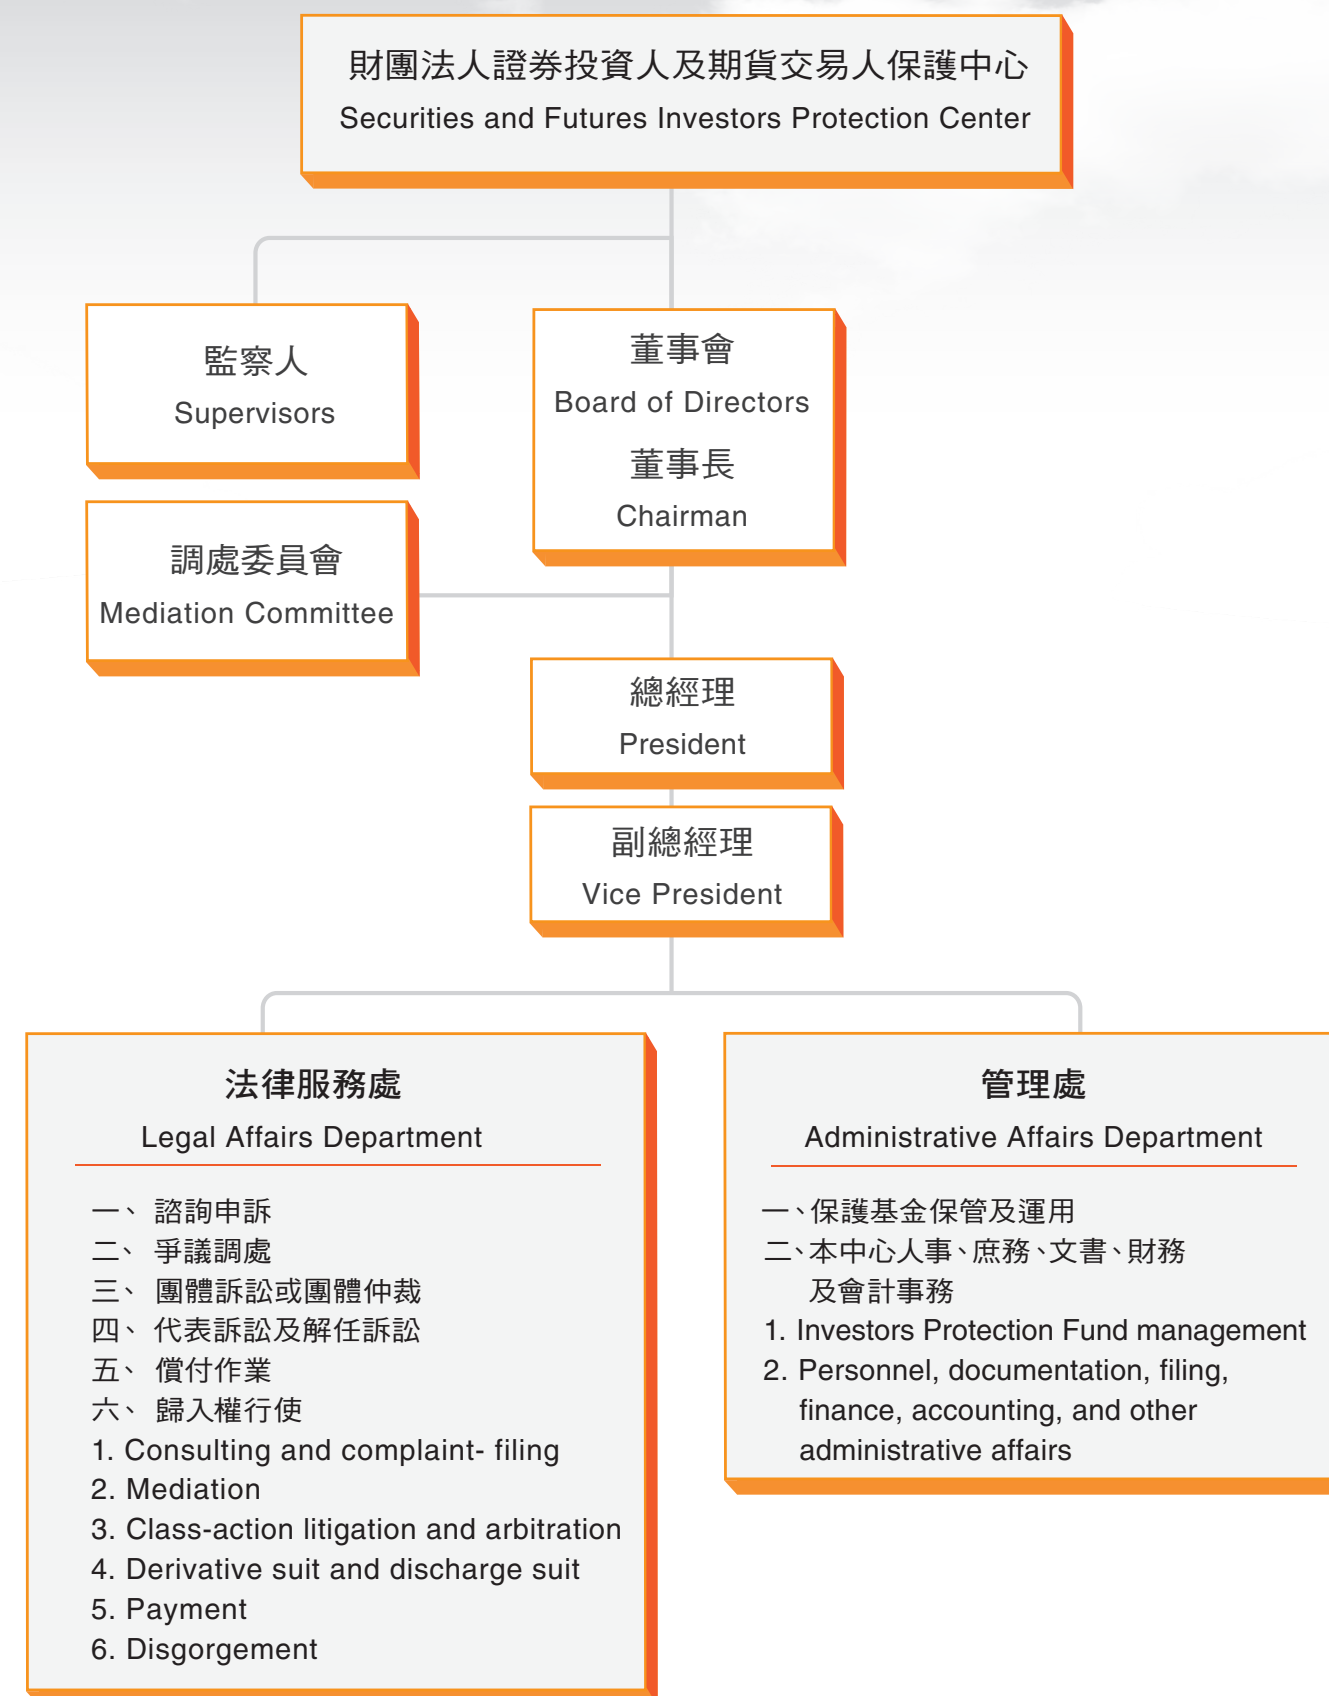 財團法人證券投資人及期貨交易人保護中心
Securities and Futures Investors Protection Center
監察人
Supervisors
董事會
Board of Directors
董事長
Chairman
調處委員會
Mediation Committee
總經理
President
副總經理
Vice President
法律服務處
Legal Affairs Department
一、 諮詢申訴
二、 爭議調處
三、 團體訴訟或團體仲裁
四、 代表訴訟及解任訴訟
五、 償付作業
六、 歸入權行使
1. Consulting and complaint- filing
2. Mediation
3. Class-action litigation and arbitration
4. Derivative suit and discharge suit
5. Payment
6. Disgorgement
管理處
Administrative Affairs Department
一、保護基金保管及運用
二、本中心人事、庶務、文書、財務
及會計事務
1. Investors Protection Fund management
2. Personnel, documentation, filing,
finance, accounting, and other
administrative affairs